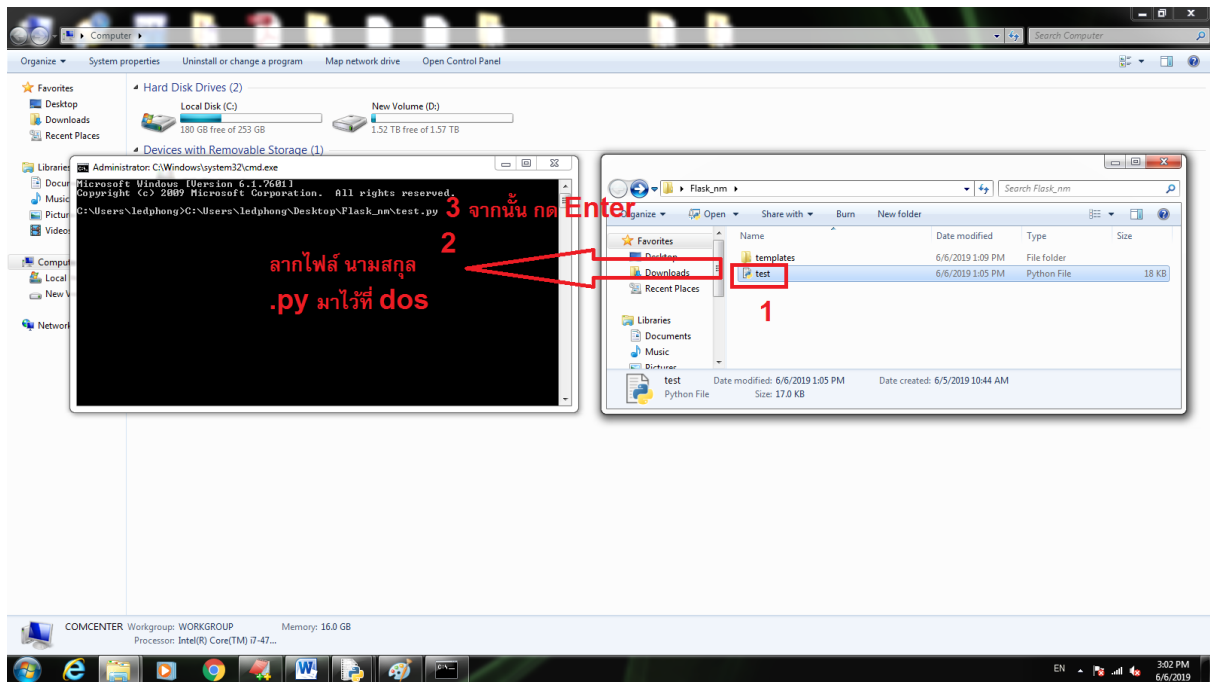 Computer
Search Computer
Organize
System properties
Uninstall or change a program
Map network drive
Open Control Panel
Favorites
Desktop
Downloads
Recent Places
Libraries
Network
Hard Disk Drives (2)
Local Disk (C:)
180 GB free of 253 GB
New Volume (D:)
1.52 TB free of 1.57 TB
Devices with Removable Storage (1)
Administrator: C:\Windows\system32\cmd.exe
Microsoft Windows [Version 6.1.7601]
Copyright (c) 2009 Microsoft Corporation. All rights reserved.
C:\Users\ledphong>C:\Users\ledphong\Desktop\Flask_nm\test.py
3 จากนั้น กด Enter
2
ลากไฟล์ นามสกุล
.py มาไว้ที่ dos
Flask_nm
Search Flask_nm
Organize
Open
Share with
Burn
New folder
Favorites
Desktop
Downloads
Recent Places
Libraries
Documents
Music
Pictures
Name
Date modified
Type
Size
templates
6/6/2019 1:09 PM
File folder
test
6/6/2019 1:05 PM
Python File
18 KB
1
test
Date modified: 6/6/2019 1:05 PM
Date created: 6/5/2019 10:44 AM
Python File
Size: 17.0 KB
COMCENTER
Workgroup: WORKGROUP
Memory: 16.0 GB
Processor: Intel(R) Core(TM) i7-47...
EN
3:02 PM
6/6/2019